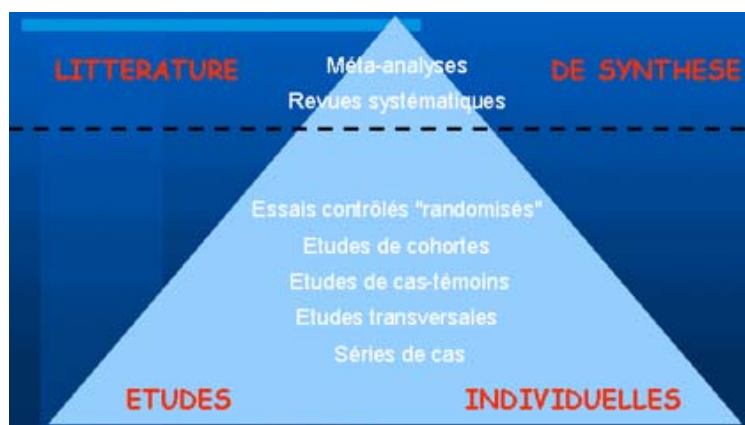 LITTERATURE DE SYNTHESE
Méta-analyses
Revues systématiques
Essais contrôlés "randomisés"
Etudes de cohortes
Etudes de cas-témoins
Etudes transversales
Séries de cas
ETUDES INDIVIDUELLES